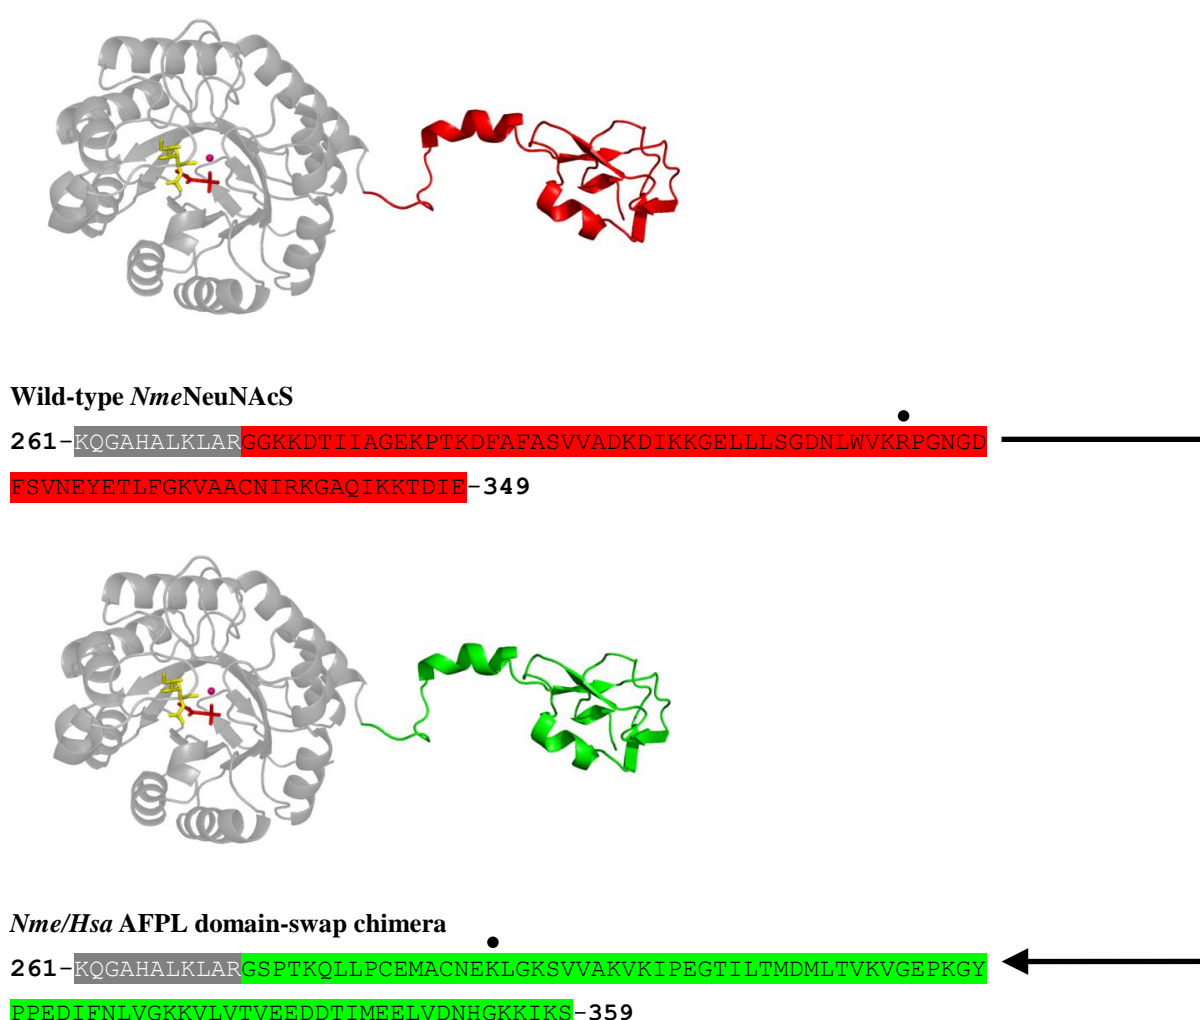 Wild-type NmeNeuNAcS
261-KQGAHALKLARGGKKDTIIAGEKPTKDFAFASVVADKDIKKGELLLSGDNLWVKRPGNGD
FSVNEYETLFGKVAACNIRKGAQIKKTDIE-349
Nme/Hsa AFPL domain-swap chimera
261-KQGAHALKLARGSPTKQLLPCEMACNEKLGKSVVAKVKIPEGTILTMDMLTVKVGEPKGY
PPEDIFNLVGKKVLVTVEEDDTIMEELVDNHGKKIKS-359